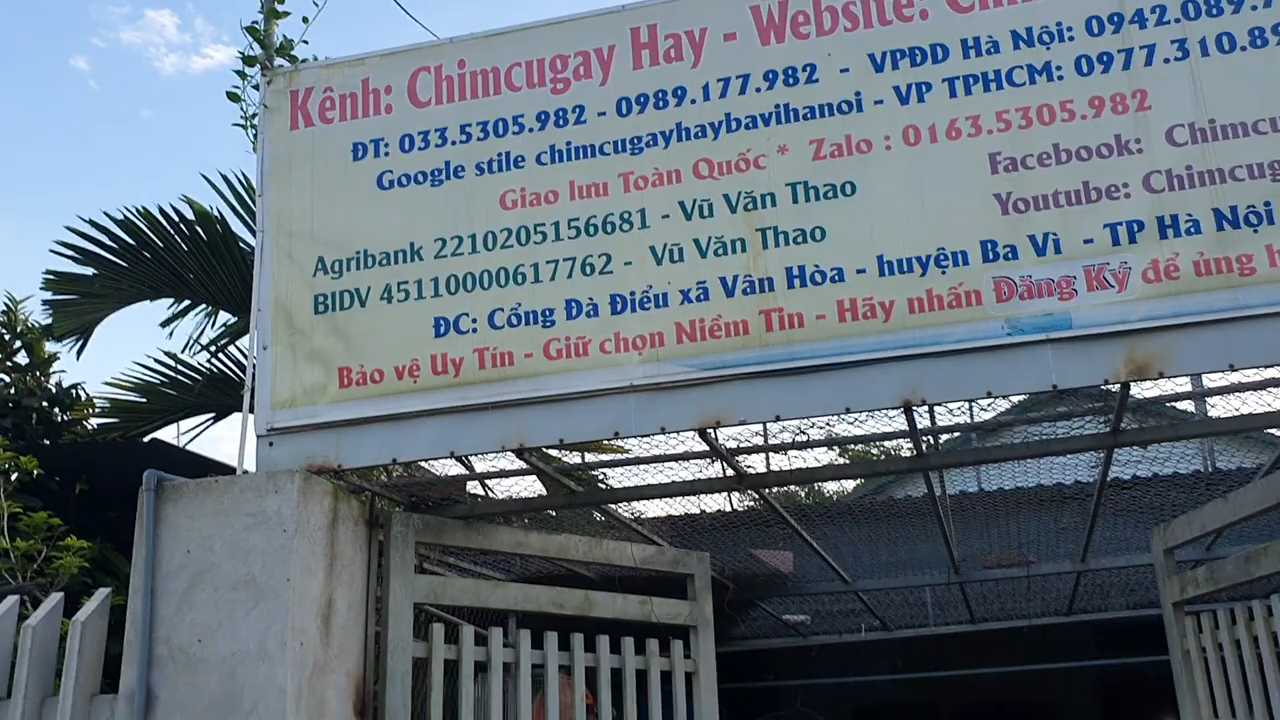 Kênh: Chimcugay Hay - Website:
ĐT: 033.5305.982 - 0989.177.982 - VPĐD Hà Nội: 0942.089.
Google stile chimcugayhaybavihanoi - VP TPHCM: 0977.310.89
Giao lưu Toàn Quốc * Zalo : 0163.5305.982
Facebook: Chimcu
Agribank 2210205156681 - Vũ Văn Thao
Youtube: Chimcug
BIDV 45110000617762 - Vũ Văn Thao
ĐC: Cổng Đà Điểu xã Vân Hòa - huyện Ba Vì - TP Hà Nội
Bảo vệ Uy Tín - Giữ chọn Niềm Tin - Hãy nhấn Đăng Ký để ủng h